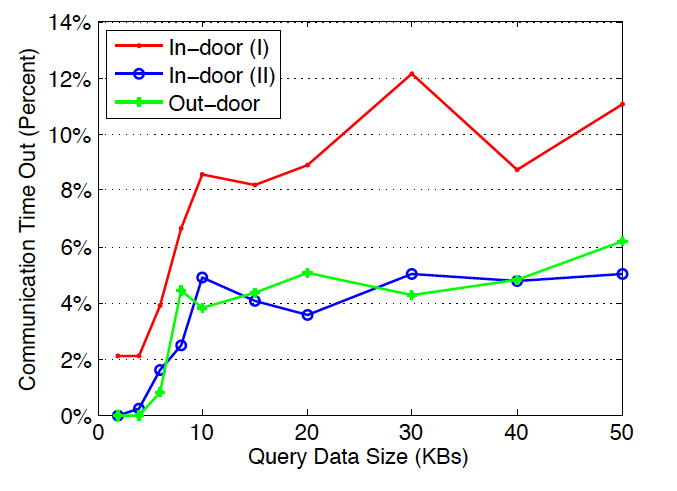 14%
12%
10%
8%
6%
4%
2%
0%
Communication Time Out (Percent)
In-door (I)
In-door (II)
Out-door
0
10
20
30
40
50
Query Data Size (KBs)